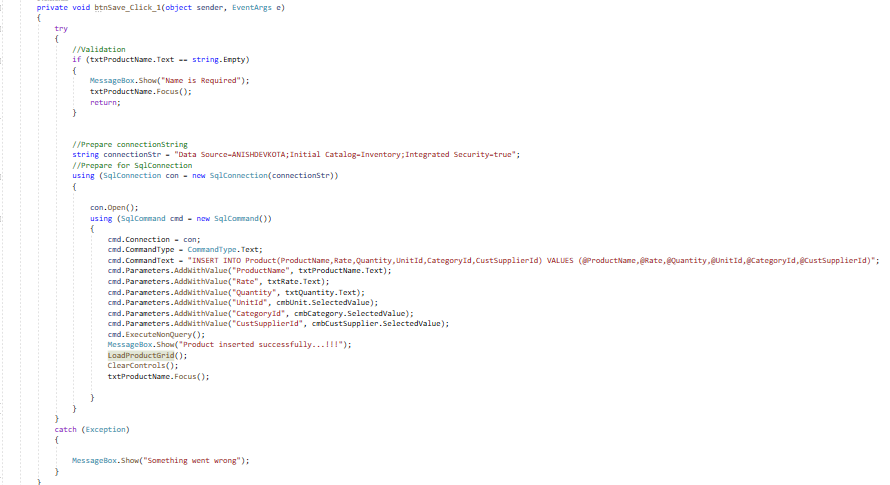 private void btnSave_Click_1(object sender, EventArgs e)
{
try
{
//Validation
if (txtProductName.Text == string.Empty)
{
MessageBox.Show("Name is Required");
txtProductName.Focus();
return;
}
//Prepare connectionString
string connectionStr = "Data Source=ANISHDEVKOTA;Initial Catalog=Inventory;Integrated Security=true";
//Prepare for SqlConnection
using (SqlConnection con = new SqlConnection(connectionStr))
{
con.Open();
using (SqlCommand cmd = new SqlCommand())
{
cmd.Connection = con;
cmd.CommandType = CommandType.Text;
cmd.CommandText = "INSERT INTO Product(ProductName,Rate,Quantity,UnitId,CategoryId,CustSupplierId) VALUES (@ProductName,@Rate,@Quantity,@UnitId,@CategoryId,@CustSupplierId)";
cmd.Parameters.AddWithValue("ProductName", txtProductName.Text);
cmd.Parameters.AddWithValue("Rate", txtRate.Text);
cmd.Parameters.AddWithValue("Quantity", txtQuantity.Text);
cmd.Parameters.AddWithValue("UnitId", cmbUnit.SelectedValue);
cmd.Parameters.AddWithValue("CategoryId", cmbCategory.SelectedValue);
cmd.Parameters.AddWithValue("CustSupplierId", cmbCustSupplier.SelectedValue);
cmd.ExecuteNonQuery();
MessageBox.Show("Product inserted successfully...!!!");
LoadProductGrid();
ClearControls();
txtProductName.Focus();
}
}
}
catch (Exception)
{
MessageBox.Show("Something went wrong");
}
}